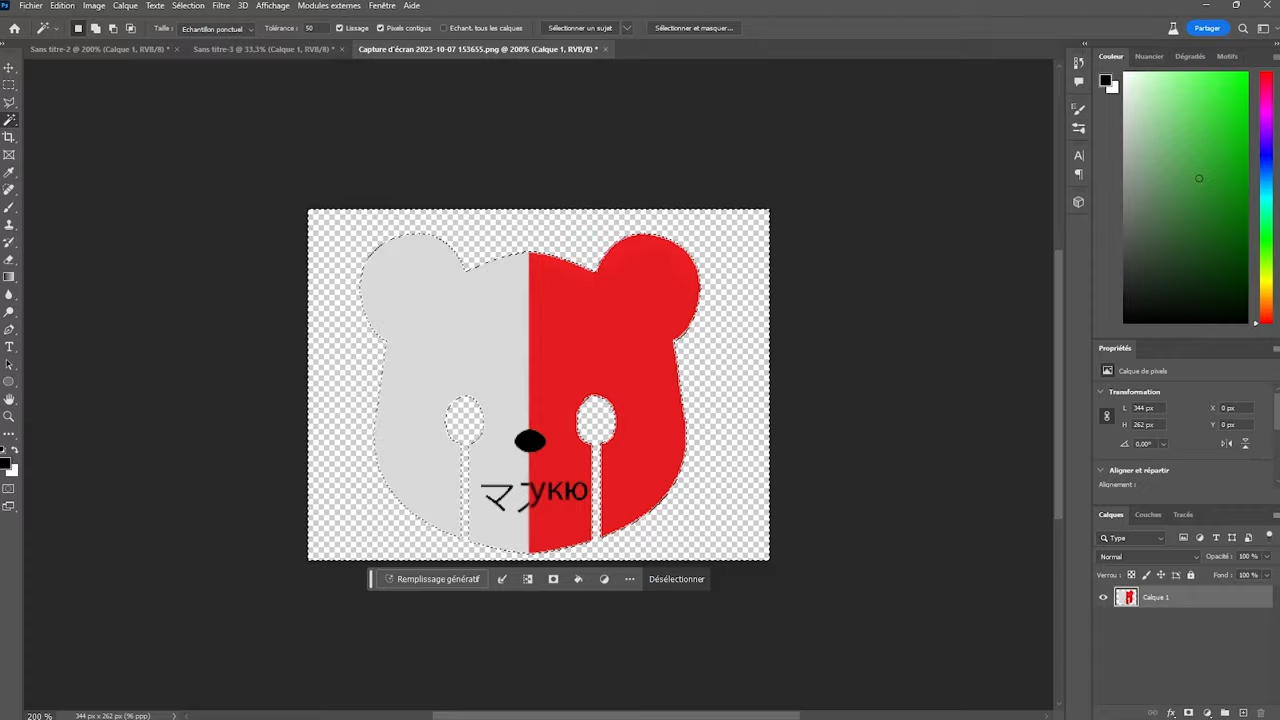 Fichier Edition Image Calque Texte Sélection Filtre 3D Affichage Modules externes Fenêtre Aide
Taille : Echantillon ponctuel Tolérance : 50 Lissage Pixels contigus Echant. tous les calques Sélectionner un sujet Sélectionner et masquer... Partager
Sans titre-2 @ 200% (Calque 1, RVB/8) * Sans titre-3 @ 33,3% (Calque 1, RVB/8) * Capture d'écran 2023-10-07 153655.png @ 200% (Calque 1, RVB/8) *
Couleur Nuancier Dégradés Motifs
Propriétés
Calque de pixels
Transformation
L 344 px X 0 px
H 262 px Y 0 px
0,00°
Aligner et répartir
Alignement :
マフукю
Remplissage génératif Désélectionner
Calques Couches Tracés
Type
Normal Opacité : 100 %
Verrou : Fond : 100 %
Calque 1
200 % 344 px x 262 px (96 ppp)